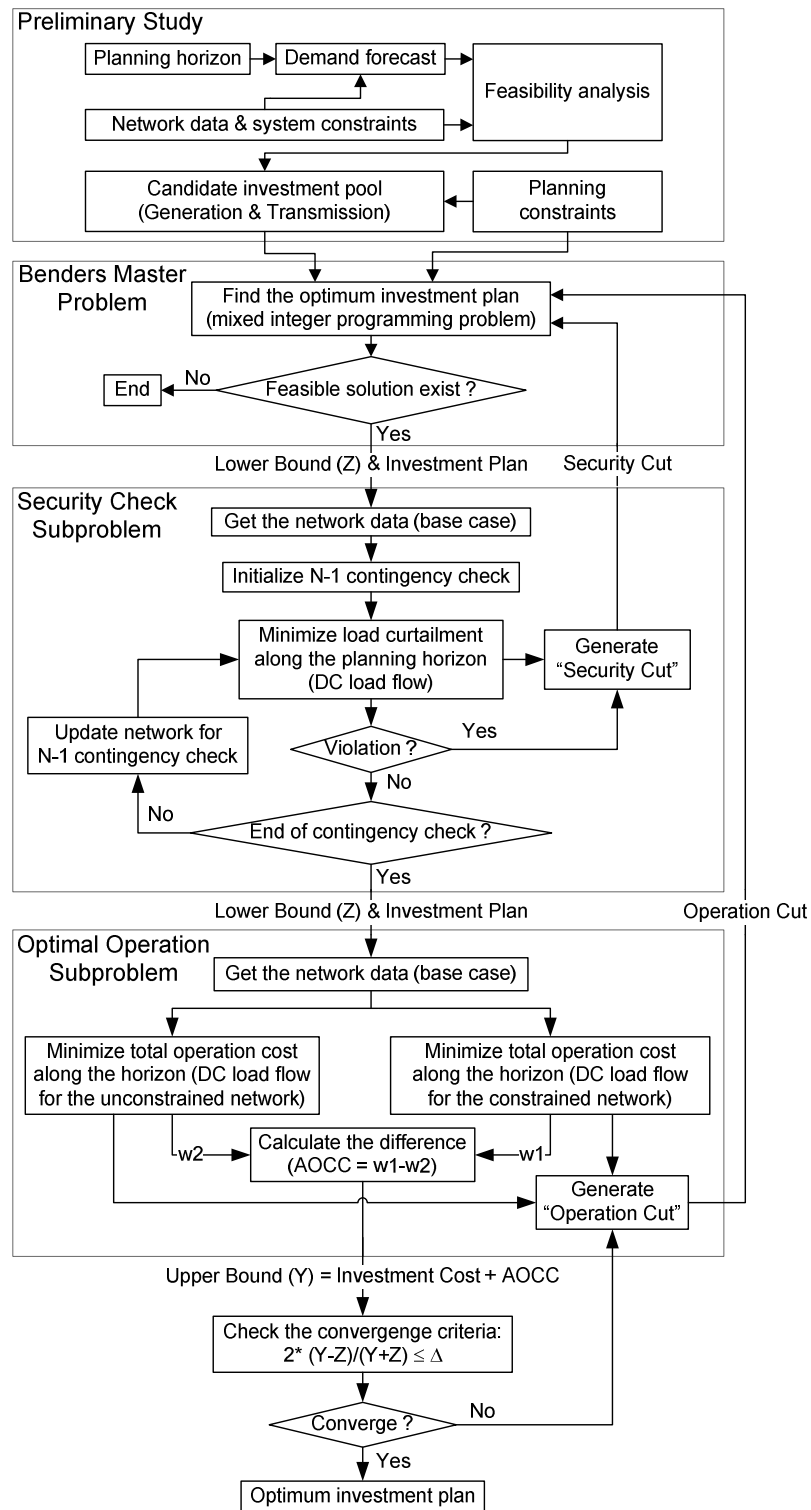 Preliminary Study
Planning horizon
Demand forecast
Feasibility analysis
Network data & system constraints
Candidate investment pool
(Generation & Transmission)
Planning
constraints
Benders Master
Problem
Find the optimum investment plan
(mixed integer programming problem)
End
No
Feasible solution exist ?
Yes
Lower Bound (Z) & Investment Plan
Security Cut
Security Check
Subproblem
Get the network data (base case)
Initialize N-1 contingency check
Minimize load curtailment
along the planning horizon
(DC load flow)
Generate
“Security Cut”
Update network for
N-1 contingency check
Violation ?
Yes
No
No
End of contingency check ?
Yes
Lower Bound (Z) & Investment Plan
Operation Cut
Optimal Operation
Subproblem
Get the network data (base case)
Minimize total operation cost
along the horizon (DC load flow
for the unconstrained network)
Minimize total operation cost
along the horizon (DC load flow
for the constrained network)
w2
Calculate the difference
(AOCC = w1-w2)
w1
Generate
“Operation Cut”
Upper Bound (Y) = Investment Cost + AOCC
Check the convergenge criteria:
2* (Y-Z)/(Y+Z) ≤ Δ
Converge ?
No
Yes
Optimum investment plan